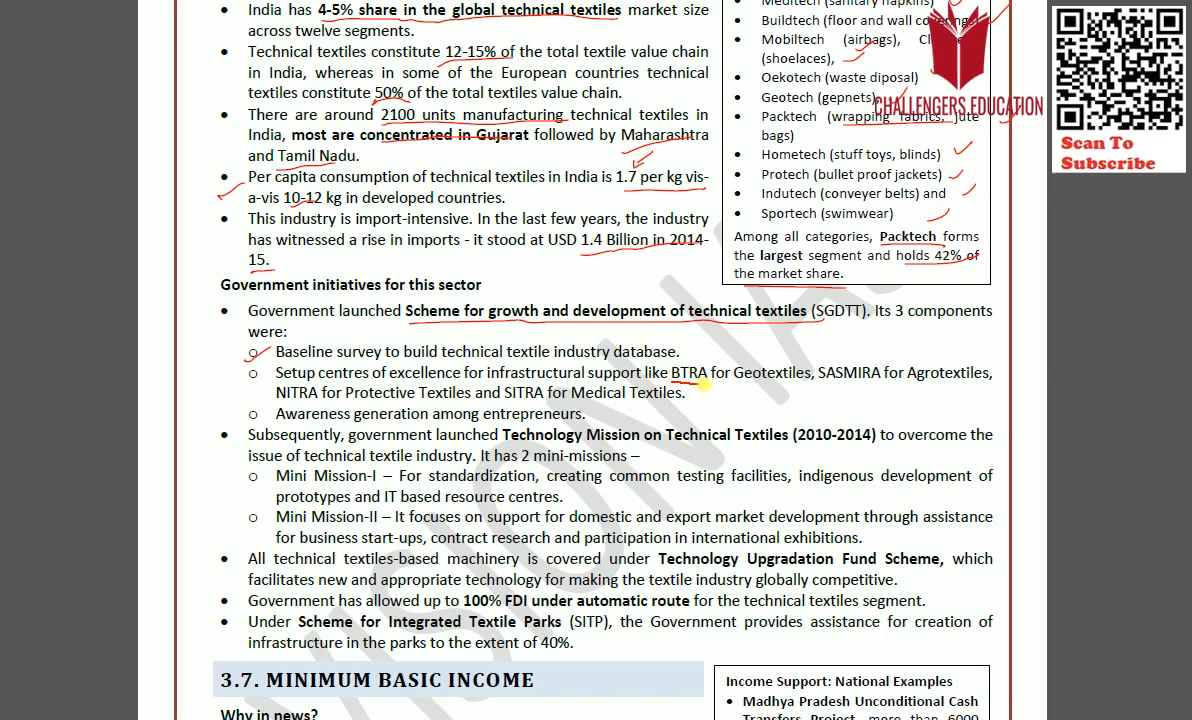 India has 4-5% share in the global technical textiles market size
across twelve segments.
Technical textiles constitute 12-15% of the total textile value chain
in India, whereas in some of the European countries technical
textiles constitute 50% of the total textiles value chain.
There are around 2100 units manufacturing technical textiles in
India, most are concentrated in Gujarat followed by Maharashtra
and Tamil Nadu.
Per capita consumption of technical textiles in India is 1.7 per kg vis-
a-vis 10-12 kg in developed countries.
This industry is import-intensive. In the last few years, the industry
has witnessed a rise in imports - it stood at USD 1.4 Billion in 2014-
15.
Meditech (sanitary napkins)
Buildtech (floor and wall coverings)
Mobiltech (airbags),
(shoelaces),
Oekotech (waste diposal)
Geotech (gepnets),
Packtech (wrapping fabrics, jute
bags)
Hometech (stuff toys, blinds)
Protech (bullet proof jackets)
Indutech (conveyer belts) and
Sportech (swimwear)
Among all categories, Packtech forms
the largest segment and holds 42% of
the market share.
CHALLENGERS EDUCATION
Scan To
Subscribe
Government initiatives for this sector
Government launched Scheme for growth and development of technical textiles (SGDTT). Its 3 components
were:
Baseline survey to build technical textile industry database.
Setup centres of excellence for infrastructural support like BTRA for Geotextiles, SASMIRA for Agrotextiles,
NITRA for Protective Textiles and SITRA for Medical Textiles.
Awareness generation among entrepreneurs.
Subsequently, government launched Technology Mission on Technical Textiles (2010-2014) to overcome the
issue of technical textile industry. It has 2 mini-missions –
Mini Mission-I – For standardization, creating common testing facilities, indigenous development of
prototypes and IT based resource centres.
Mini Mission-II – It focuses on support for domestic and export market development through assistance
for business start-ups, contract research and participation in international exhibitions.
All technical textiles-based machinery is covered under Technology Upgradation Fund Scheme, which
facilitates new and appropriate technology for making the textile industry globally competitive.
Government has allowed up to 100% FDI under automatic route for the technical textiles segment.
Under Scheme for Integrated Textile Parks (SITP), the Government provides assistance for creation of
infrastructure in the parks to the extent of 40%.
3.7. MINIMUM BASIC INCOME
Why in news?
Income Support: National Examples
Madhya Pradesh Unconditional Cash
Transfers Project, more than 6000
VISION IAS